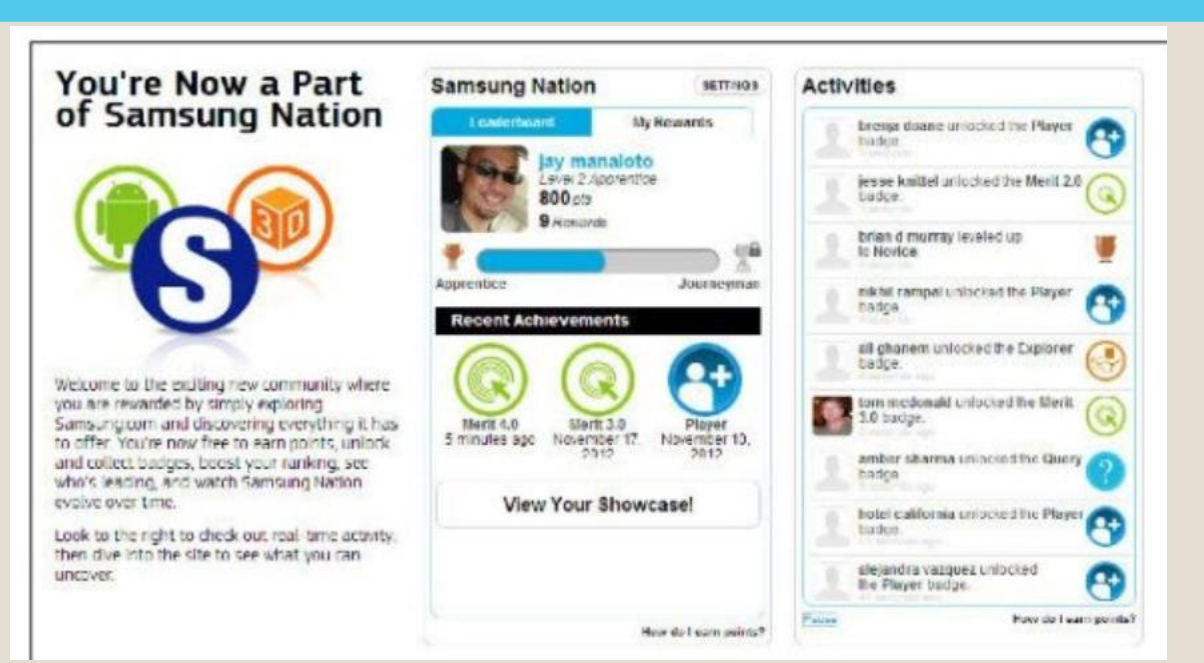 You're Now a Part
of Samsung Nation
3D
S
Welcome to the exciting new community where
you are rewarded by simply exploring
Samsung.com and discovering everything it has
to offer. You're now free to earn points, unlock
and collect badges, boost your ranking, see
who's leading, and watch Samsung Nation
evolve over time.
Look to the right to check out real-time activity,
then dive into the site to see what you can
uncover.
Samsung Nation
SETTINGS
Leaderboard
My Rewards
jay manaloto
Level 2 Apprentice
800 pts
9 Rewards
Apprentice
Journeyman
Recent Achievements
Merit 4.0
5 minutes ago
Merit 3.0
November 17,
2012
Player
November 10,
2012
View Your Showcase!
How do I earn points?
Activities
brenja doane unlocked the Player
badge.
jesse knittel unlocked the Merit 2.0
badge.
brian d murray leveled up
to Novice.
nikhil rampal unlocked the Player
badge.
ali ghanem unlocked the Explorer
badge.
tom mcdonald unlocked the Merit
3.0 badge.
amber sharma unlocked the Query
badge.
?
hotel california unlocked the Player
badge.
alejandra vazquez unlocked
the Player badge.
Pause
How do I earn points?